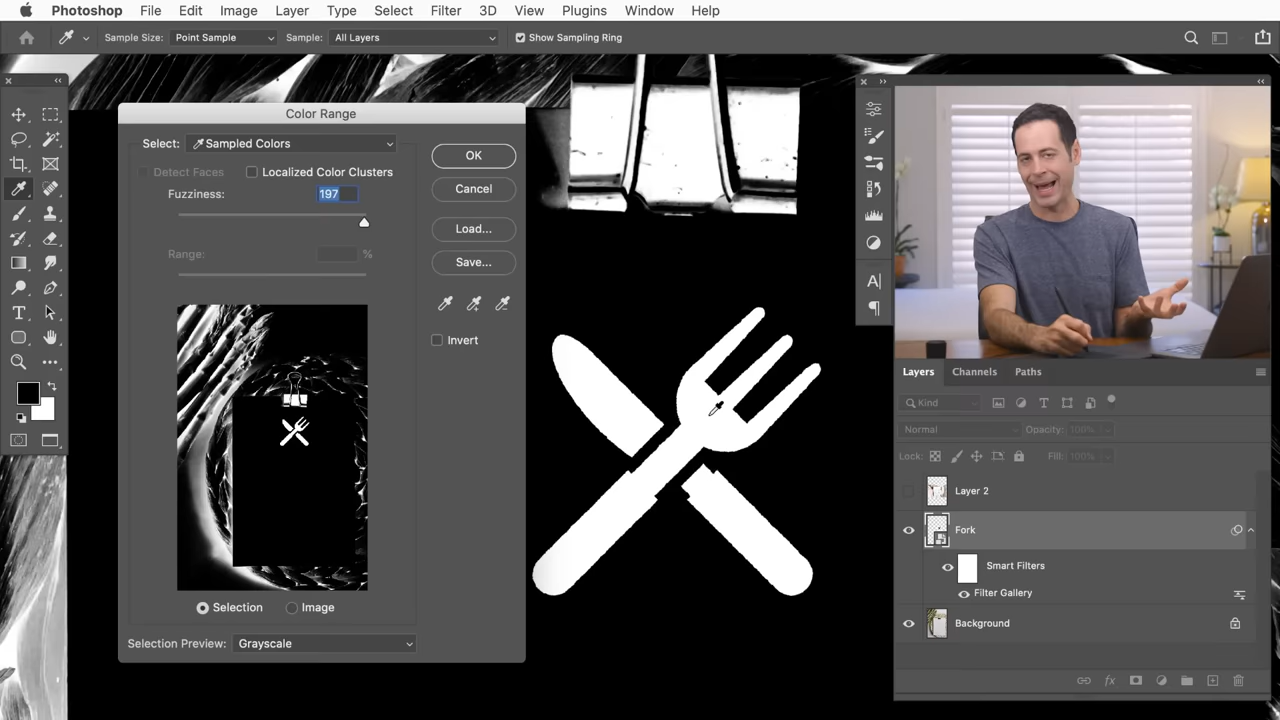 Photoshop File Edit Image Layer Type Select Filter 3D View Plugins Window Help
Sample Size: Point Sample Sample: All Layers Show Sampling Ring
Color Range
Select: Sampled Colors
Detect Faces Localized Color Clusters
Fuzziness: 197
Range: %
OK
Cancel
Load...
Save...
Invert
Selection Image
Selection Preview: Grayscale
Layers Channels Paths
Kind
Normal Opacity: 100%
Lock: Fill: 100%
Layer 2
Fork
Smart Filters
Filter Gallery
Background